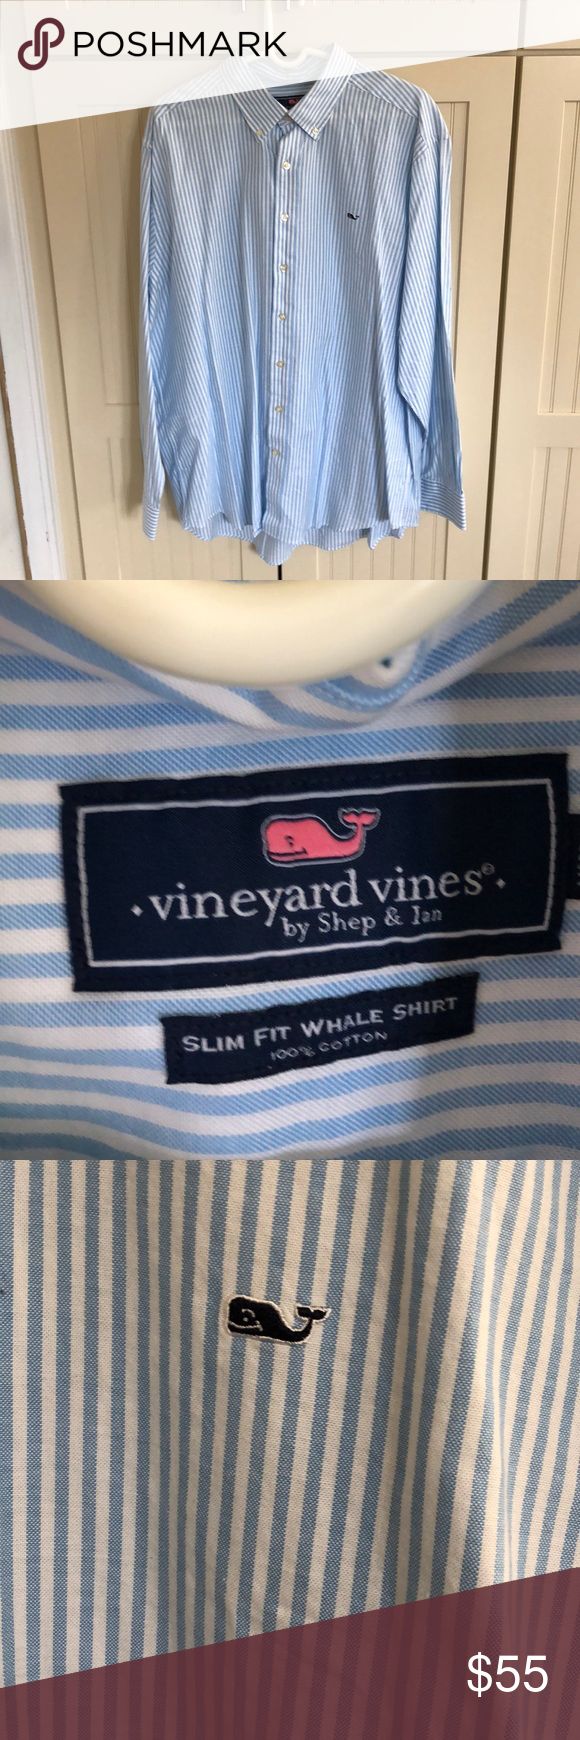 POSHMARK
vineyard vines®
by Shep & Ian
SLIM FIT WHALE SHIRT
100% COTTON
$55